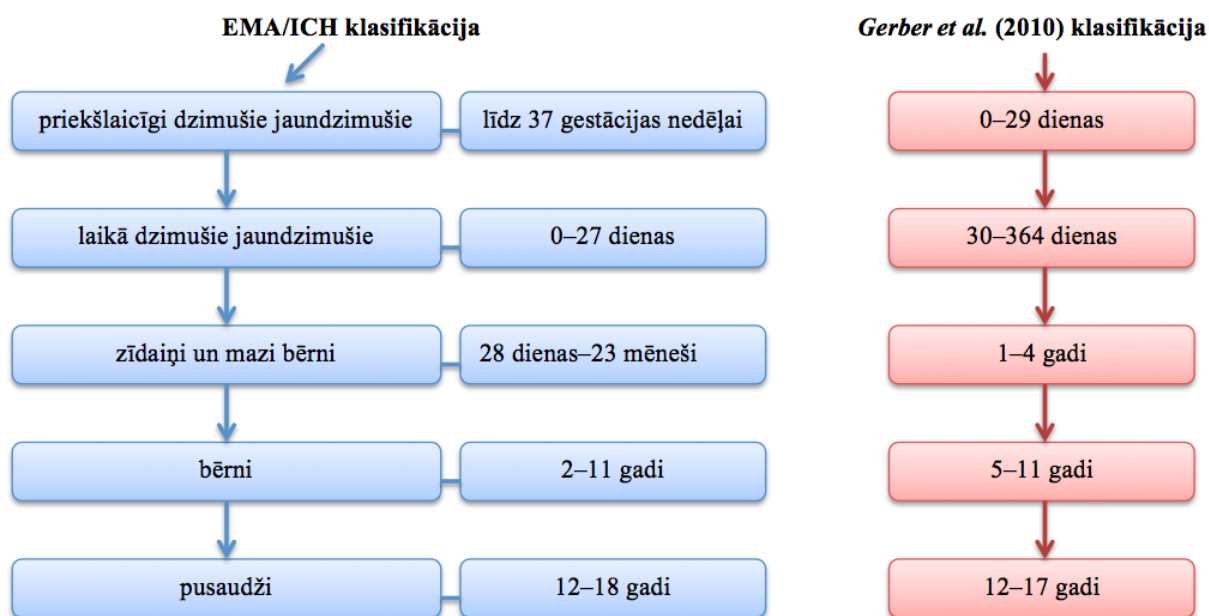 EMA/ICH klasifikācija
priekšlaicīgi dzimušie jaundzimušie
līdz 37 gestācijas nedēļai
laikā dzimušie jaundzimušie
0–27 dienas
zīdaiņi un mazi bērni
28 dienas–23 mēneši
bērni
2–11 gadi
pusaudži
12–18 gadi
Gerber et al. (2010) klasifikācija
0–29 dienas
30–364 dienas
1–4 gadi
5–11 gadi
12–17 gadi